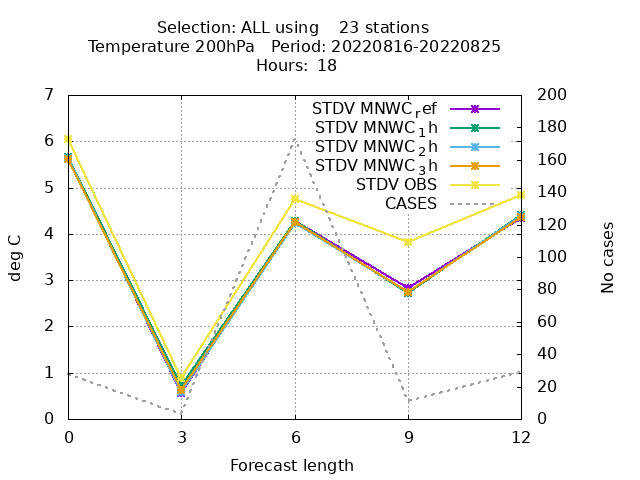 Selection: ALL using    23 stations
Temperature 200hPa   Period: 20220816-20220825
Hours: 18
STDV MNWC_ref
STDV MNWC_1h
STDV MNWC_2h
STDV MNWC_3h
STDV OBS
CASES
7
6
5
4
3
2
1
0
deg C
200
180
160
140
120
100
80
60
40
20
0
No cases
0 3 6 9 12
Forecast length